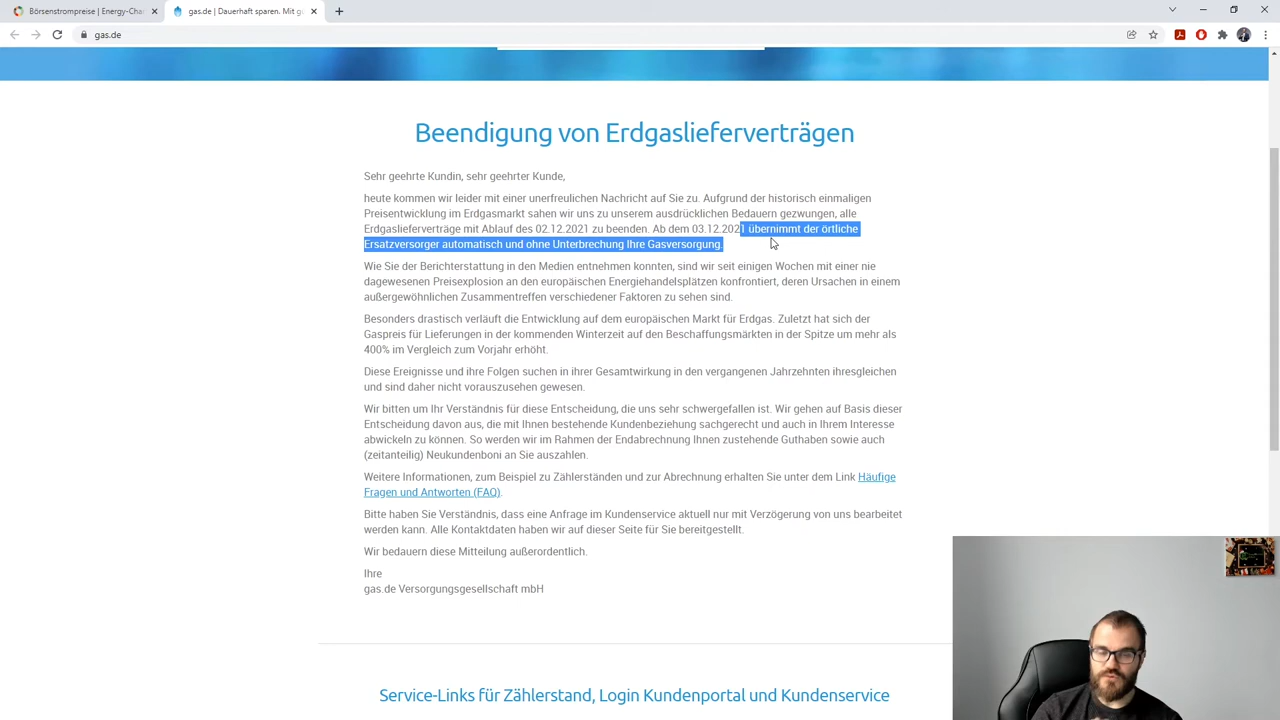 Börsenstrompreise | Energy-Cha
gas.de | Dauerhaft sparen. Mit gu
gas.de
Beendigung von Erdgaslieferverträgen
Sehr geehrte Kundin, sehr geehrter Kunde,
heute kommen wir leider mit einer unerfreulichen Nachricht auf Sie zu. Aufgrund der historisch einmaligen
Preisentwicklung im Erdgasmarkt sahen wir uns zu unserem ausdrücklichen Bedauern gezwungen, alle
Erdgaslieferverträge mit Ablauf des 02.12.2021 zu beenden. Ab dem 03.12.2021 übernimmt der örtliche
Ersatzversorger automatisch und ohne Unterbrechung Ihre Gasversorgung.
Wie Sie der Berichterstattung in den Medien entnehmen konnten, sind wir seit einigen Wochen mit einer nie
dagewesenen Preisexplosion an den europäischen Energiehandelsplätzen konfrontiert, deren Ursachen in einem
außergewöhnlichen Zusammentreffen verschiedener Faktoren zu sehen sind.
Besonders drastisch verläuft die Entwicklung auf dem europäischen Markt für Erdgas. Zuletzt hat sich der
Gaspreis für Lieferungen in der kommenden Winterzeit auf den Beschaffungsmärkten in der Spitze um mehr als
400% im Vergleich zum Vorjahr erhöht.
Diese Ereignisse und ihre Folgen suchen in ihrer Gesamtwirkung in den vergangenen Jahrzehnten ihresgleichen
und sind daher nicht vorauszusehen gewesen.
Wir bitten um Ihr Verständnis für diese Entscheidung, die uns sehr schwergefallen ist. Wir gehen auf Basis dieser
Entscheidung davon aus, die mit Ihnen bestehende Kundenbeziehung sachgerecht und auch in Ihrem Interesse
abwickeln zu können. So werden wir im Rahmen der Endabrechnung Ihnen zustehende Guthaben sowie auch
(zeitanteilig) Neukundenboni an Sie auszahlen.
Weitere Informationen, zum Beispiel zu Zählerständen und zur Abrechnung erhalten Sie unter dem Link Häufige
Fragen und Antworten (FAQ).
Bitte haben Sie Verständnis, dass eine Anfrage im Kundenservice aktuell nur mit Verzögerung von uns bearbeitet
werden kann. Alle Kontaktdaten haben wir auf dieser Seite für Sie bereitgestellt.
Wir bedauern diese Mitteilung außerordentlich.
Ihre
gas.de Versorgungsgesellschaft mbH
Service-Links für Zählerstand, Login Kundenportal und Kundenservice